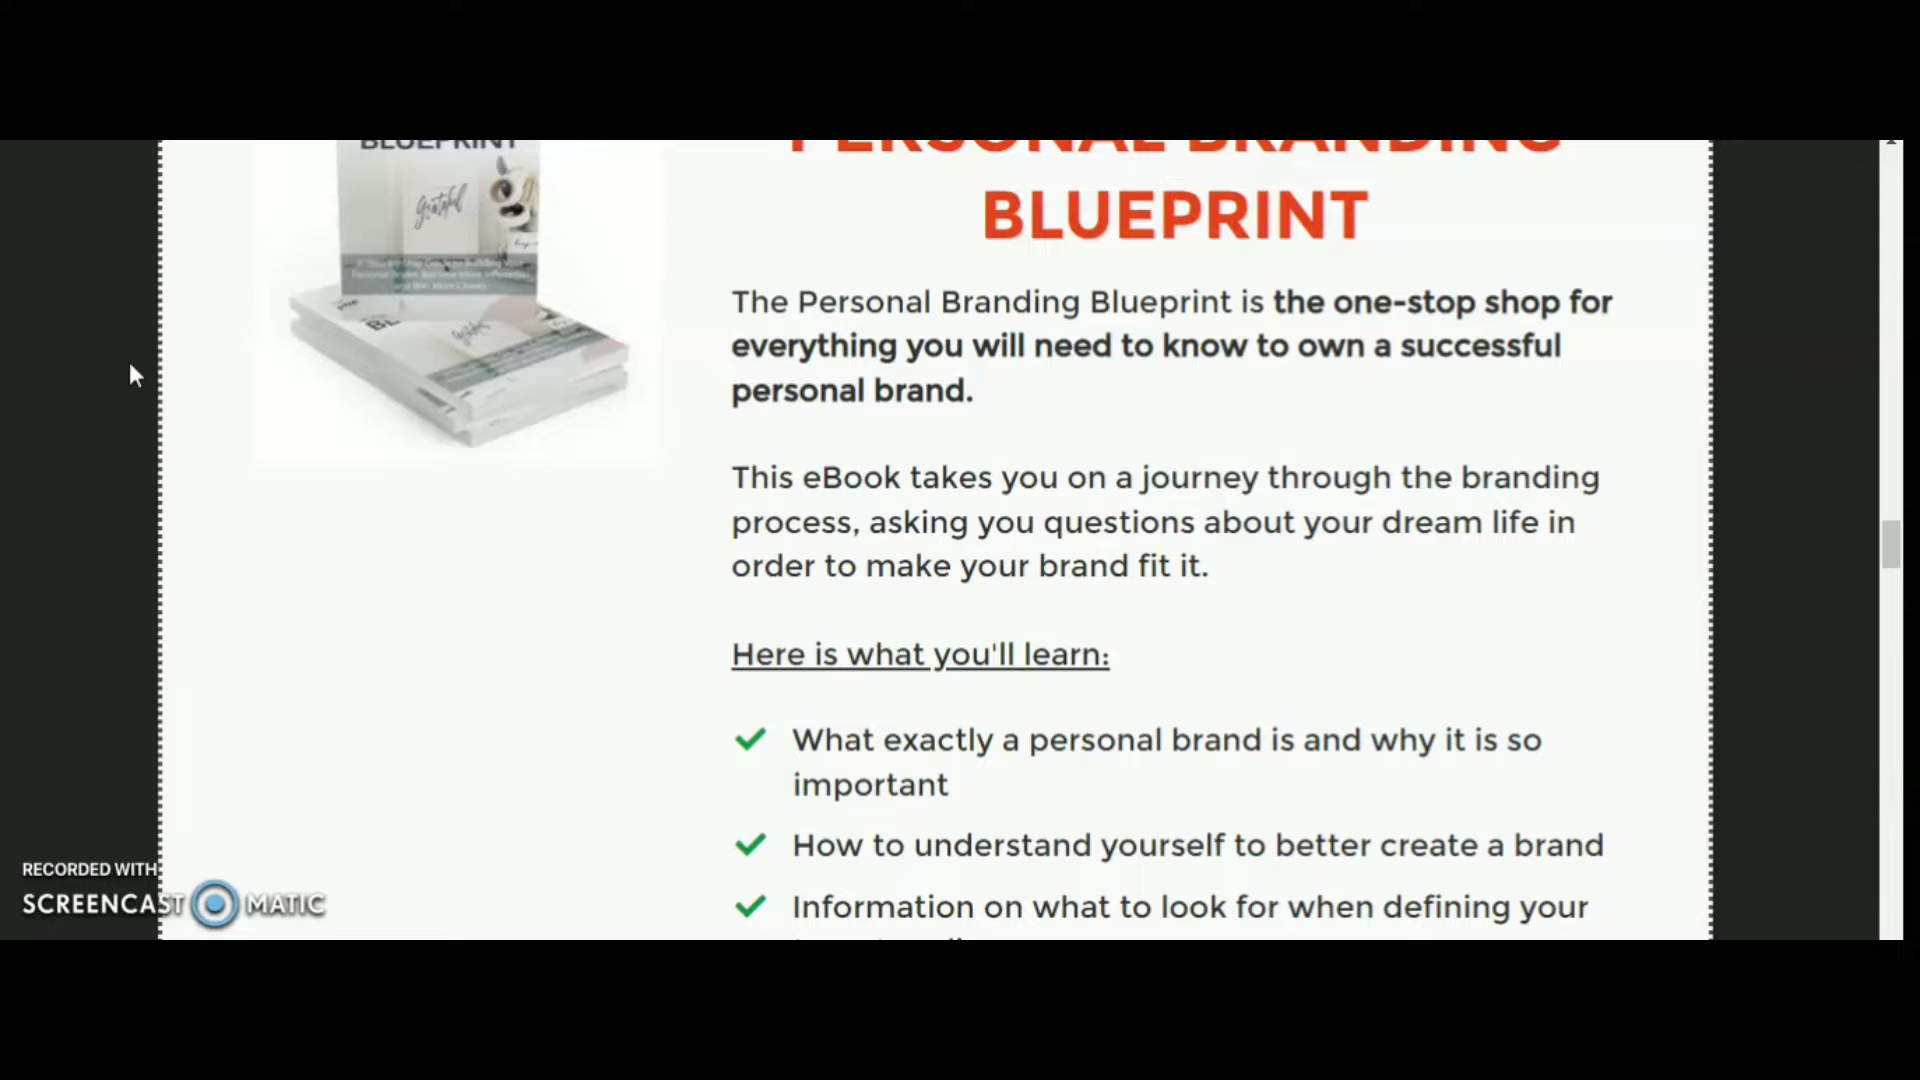 BLUEPRINT
grateful
PERSONAL BRANDING
BLUEPRINT
The Personal Branding Blueprint is the one-stop shop for
everything you will need to know to own a successful
personal brand.
This eBook takes you on a journey through the branding
process, asking you questions about your dream life in
order to make your brand fit it.
Here is what you'll learn:
What exactly a personal brand is and why it is so
important
How to understand yourself to better create a brand
Information on what to look for when defining your
RECORDED WITH
SCREENCAST MATIC